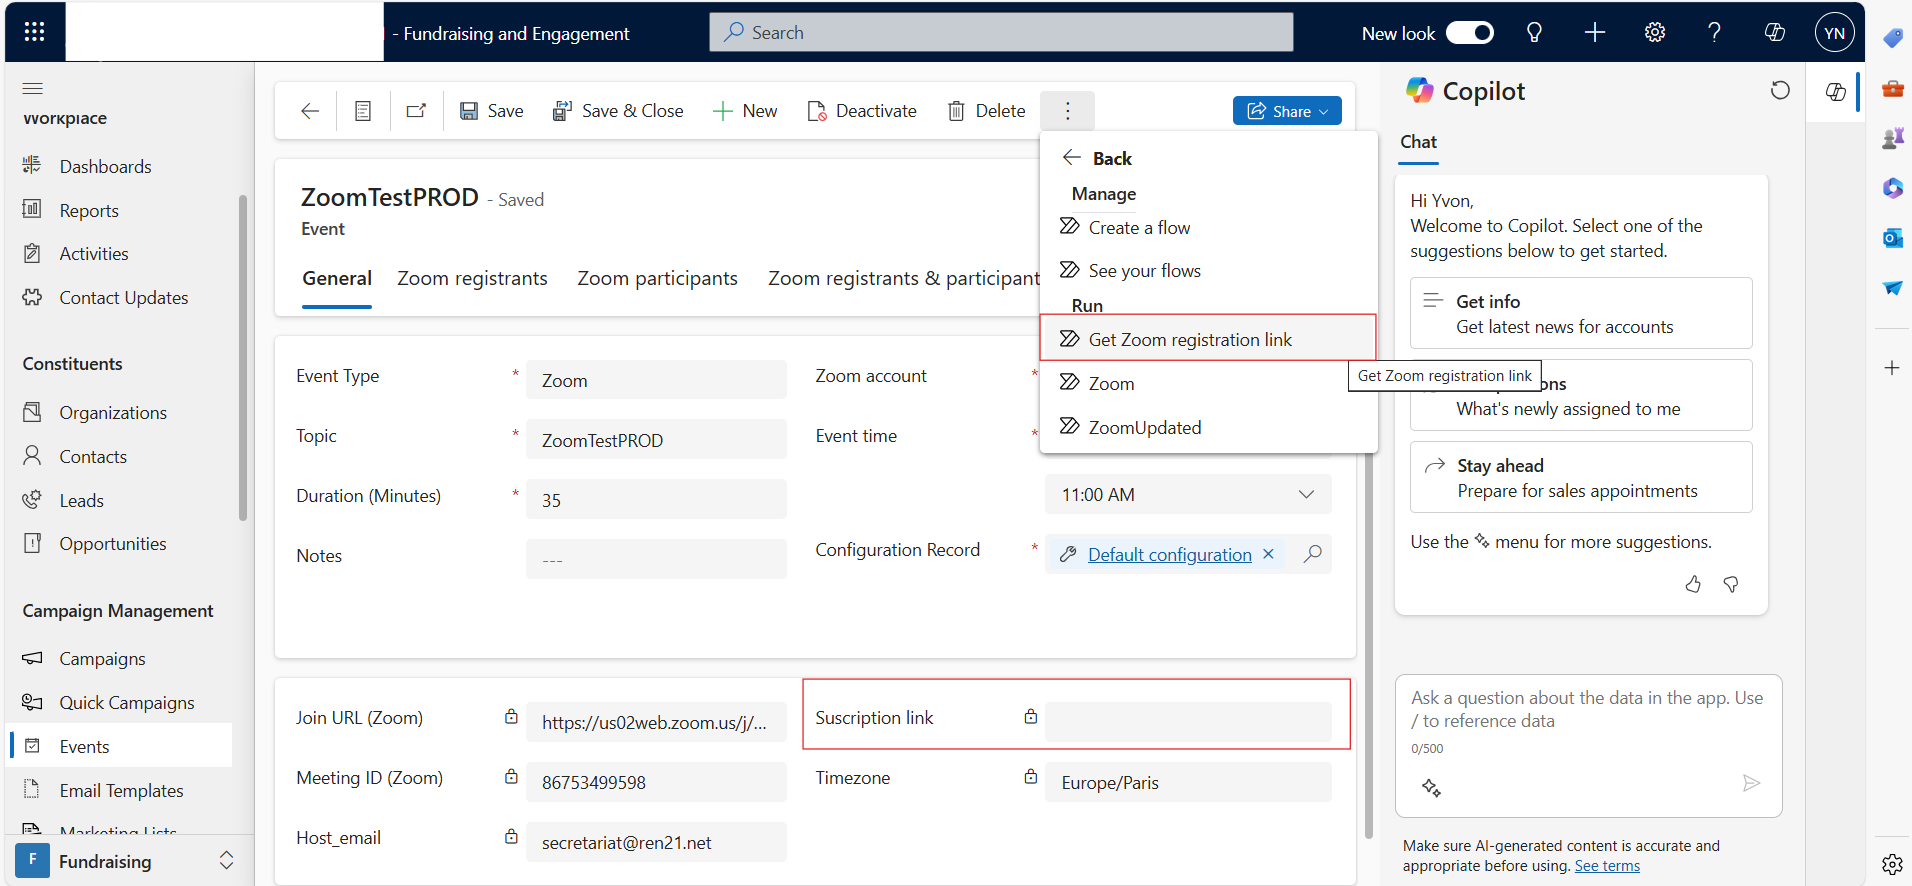 - Fundraising and Engagement
Search
New look
YN
Workplace
Dashboards
Reports
Activities
Contact Updates
Constituents
Organizations
Contacts
Leads
Opportunities
Campaign Management
Campaigns
Quick Campaigns
Events
Email Templates
Marketing Lists
F
Fundraising
Save
Save & Close
New
Deactivate
Delete
Share
ZoomTestPROD - Saved
Event
General
Zoom registrants
Zoom participants
Zoom registrants & participant
Back
Manage
Create a flow
See your flows
Run
Get Zoom registration link
Zoom
ZoomUpdated
Get Zoom registration link
Event Type
*
Zoom
Topic
*
ZoomTestPROD
Duration (Minutes)
*
35
Notes
---
Zoom account
*
Event time
*
11:00 AM
Configuration Record
*
Default configuration
Join URL (Zoom)
https://us02web.zoom.us/j/...
Meeting ID (Zoom)
86753499598
Host_email
secretariat@ren21.net
Suscription link
Timezone
Europe/Paris
Copilot
Chat
Hi Yvon,
Welcome to Copilot. Select one of the
suggestions below to get started.
Get info
Get latest news for accounts
ons
What's newly assigned to me
Stay ahead
Prepare for sales appointments
Use the menu for more suggestions.
Ask a question about the data in the app. Use
/ to reference data
0/500
Make sure AI-generated content is accurate and
appropriate before using. See terms